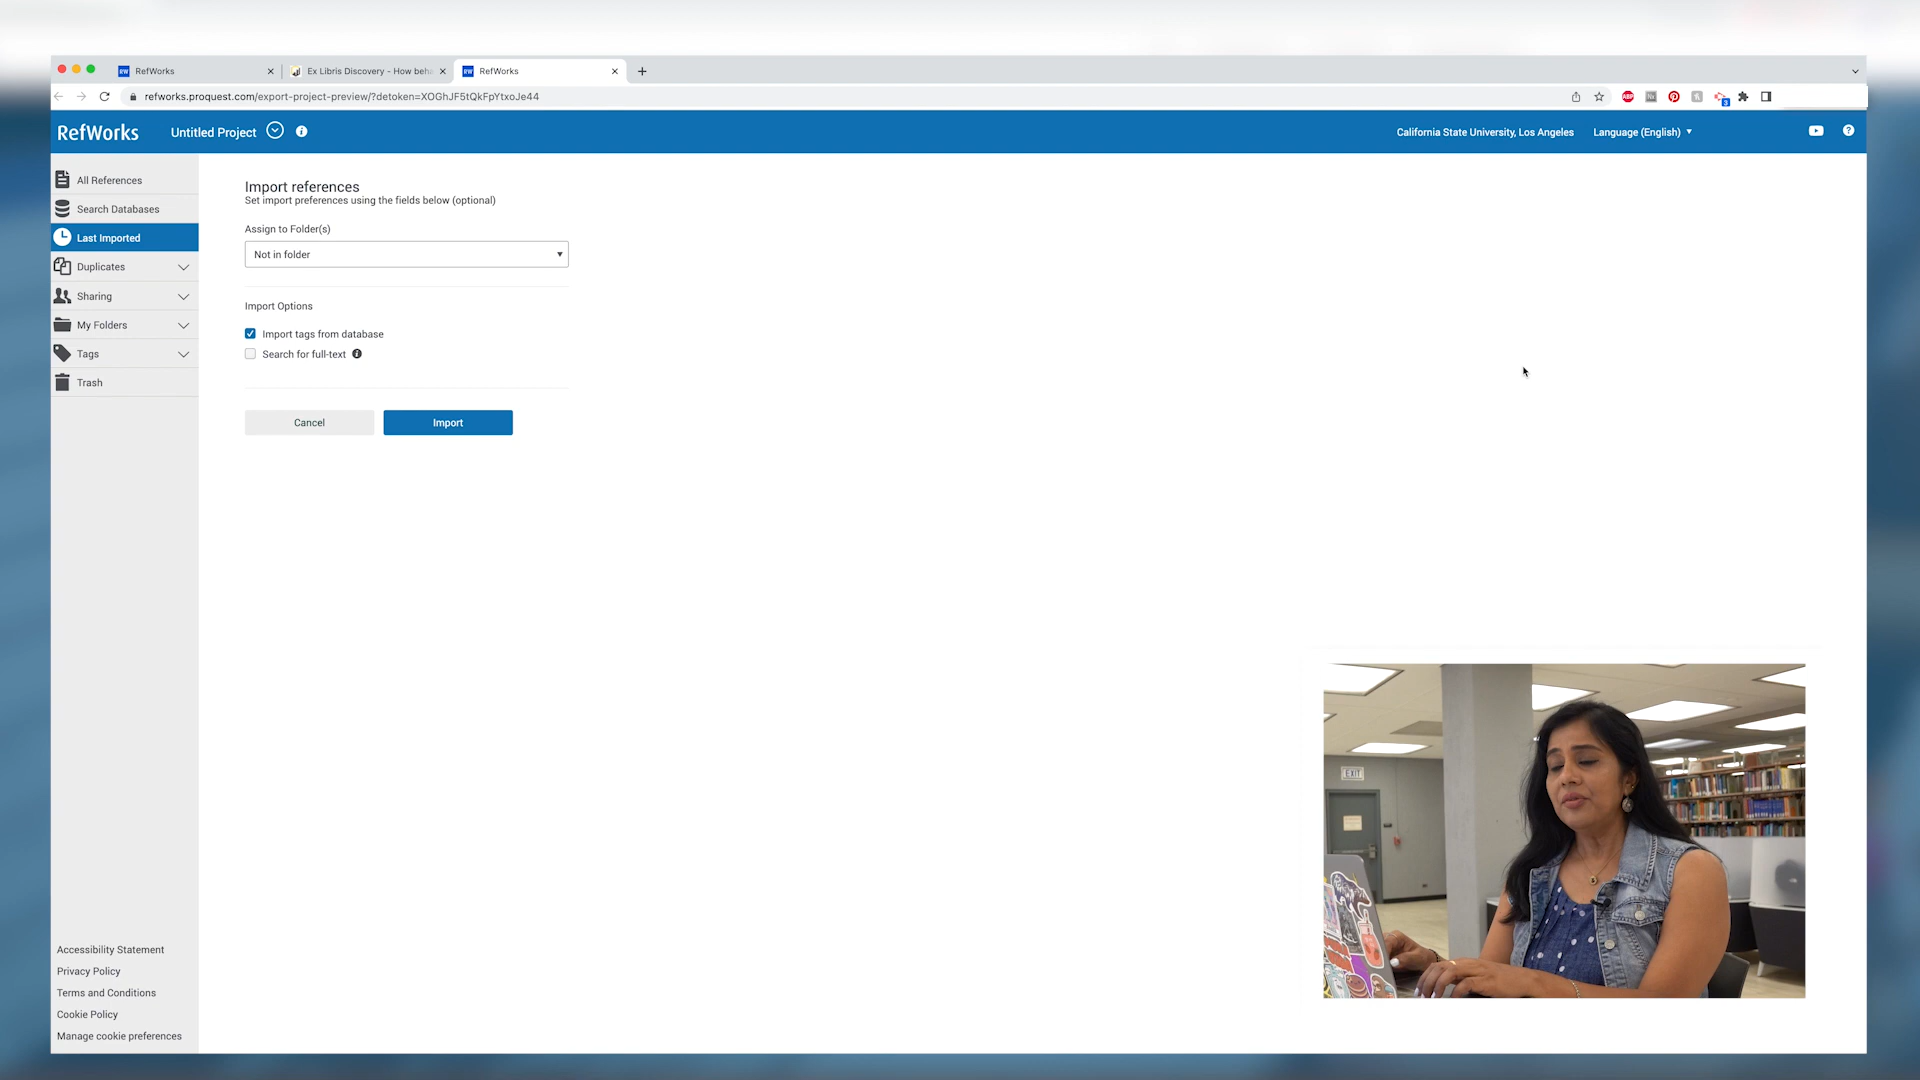 RefWorks
Ex Libris Discovery - How beha
RefWorks
refworks.proquest.com/export-project-preview/?detoken=XOGhJF5tQkFpYtxoJe44
RefWorks
Untitled Project
California State University, Los Angeles
Language (English)
All References
Search Databases
Last Imported
Duplicates
Sharing
My Folders
Tags
Trash
Import references
Set import preferences using the fields below (optional)
Assign to Folder(s)
Not in folder
Import Options
Import tags from database
Search for full-text
Cancel
Import
EXIT
Accessibility Statement
Privacy Policy
Terms and Conditions
Cookie Policy
Manage cookie preferences